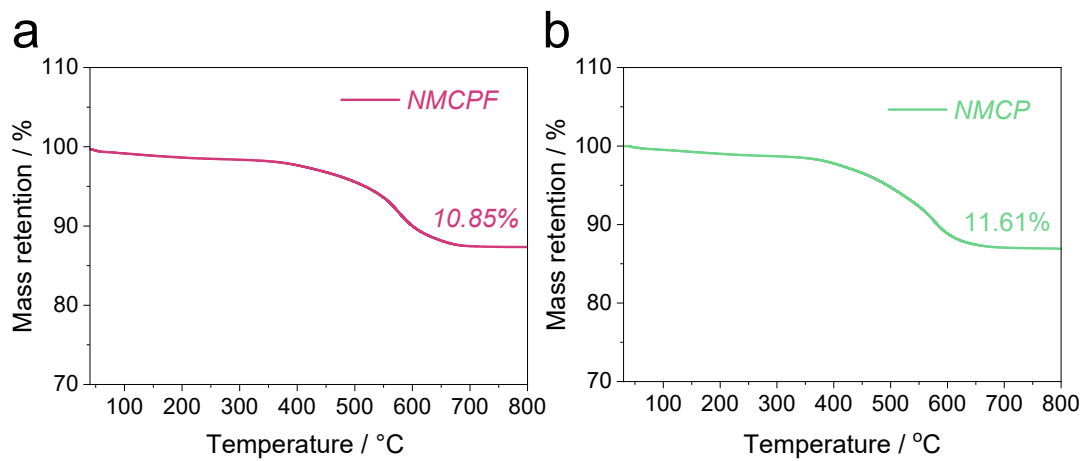 a
110
100
90
80
70
Mass retention / %
NMCPF
10.85%
100 200 300 400 500 600 700 800
Temperature / °C
b
110
100
90
80
70
Mass retention / %
NMCP
11.61%
100 200 300 400 500 600 700 800
Temperature / °C